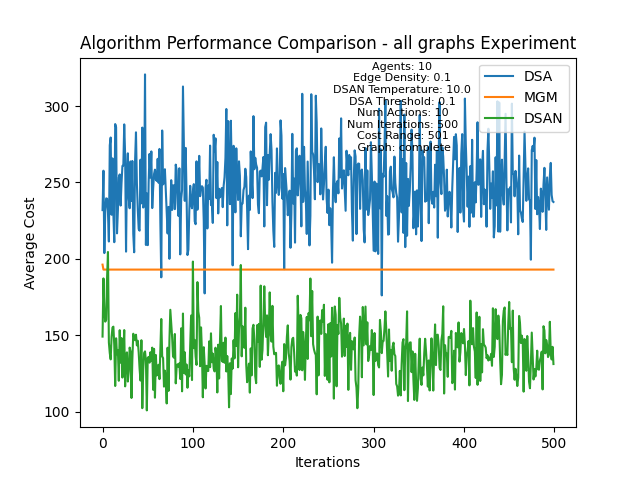 Algorithm Performance Comparison - all graphs Experiment
Agents: 10
Edge Density: 0.1
DSAN Temperature: 10.0
DSA Threshold: 0.1
Num Actions: 10
Num Iterations: 500
Cost Range: 501
Graph: complete
DSA
MGM
DSAN
Average Cost
300
250
200
150
100
0 100 200 300 400 500
Iterations